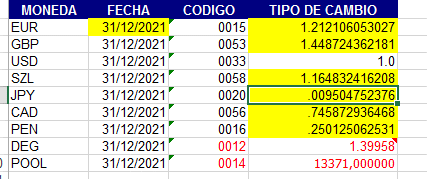 MONEDA FECHA CODIGO TIPO DE CAMBIO
EUR 31/12/2021 0015 1.212106053027
GBP 31/12/2021 0053 1.448724362181
USD 31/12/2021 0033 1.0
SZL 31/12/2021 0058 1.164832416208
JPY 31/12/2021 0020 .009504752376
CAD 31/12/2021 0056 .745872936468
PEN 31/12/2021 0016 .250125062531
DEG 31/12/2021 0012 1.39958
POOL 31/12/2021 0014 13371,000000